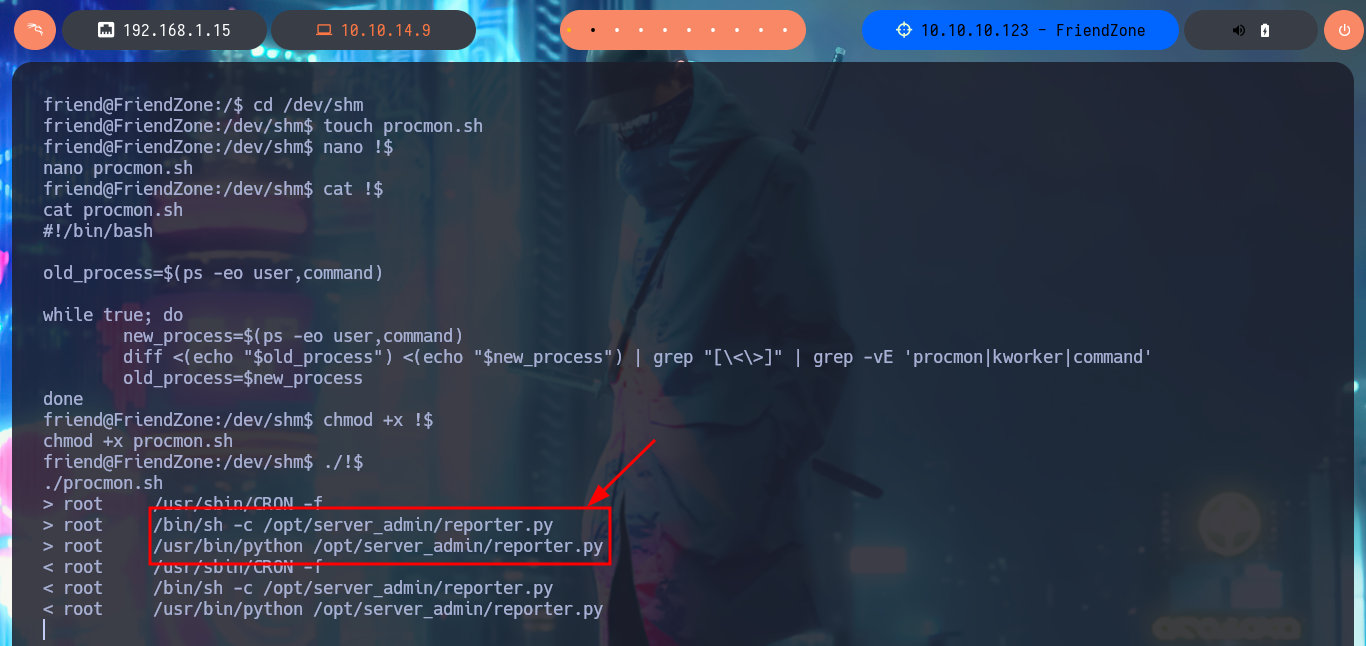 192.168.1.15
10.10.14.9
10.10.10.123 - FriendZone
friend@FriendZone:/$ cd /dev/shm
friend@FriendZone:/dev/shm$ touch procmon.sh
friend@FriendZone:/dev/shm$ nano !$
nano procmon.sh
friend@FriendZone:/dev/shm$ cat !$
cat procmon.sh
#!/bin/bash
old_process=$(ps -eo user,command)
while true; do
new_process=$(ps -eo user,command)
diff <(echo "$old_process") <(echo "$new_process") | grep "[\<\>]" | grep -vE 'procmon|kworker|command'
old_process=$new_process
done
friend@FriendZone:/dev/shm$ chmod +x !$
chmod +x procmon.sh
friend@FriendZone:/dev/shm$ ./!$
./procmon.sh
> root     /usr/sbin/CRON -f
> root     /bin/sh -c /opt/server_admin/reporter.py
> root     /usr/bin/python /opt/server_admin/reporter.py
< root     /usr/sbin/CRON -f
< root     /bin/sh -c /opt/server_admin/reporter.py
< root     /usr/bin/python /opt/server_admin/reporter.py